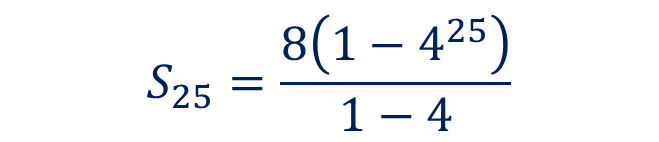 S₂₅ = 8(1 − 4²⁵) / (1 − 4)